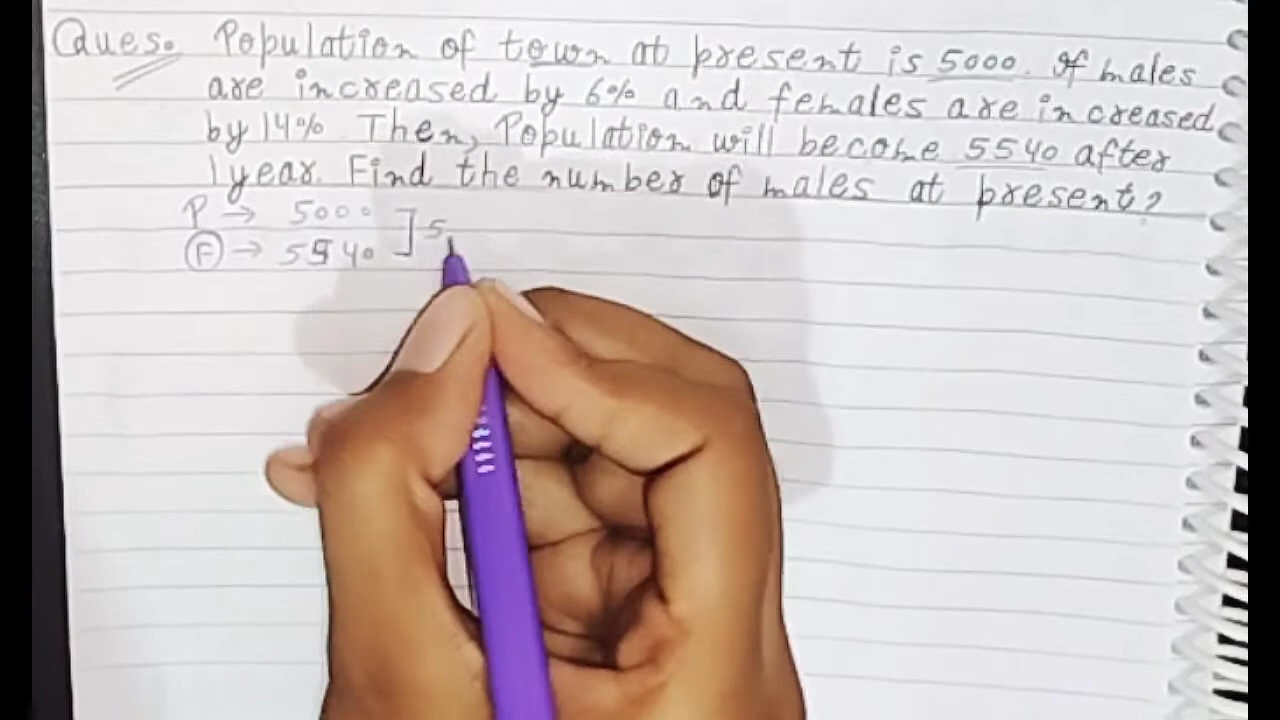 Ques. Population of town at present is 5000. If males
are increased by 6% and females are increased
by 14% Then, Population will become 5540 after
1 year. Find the number of males at present?
P → 5000 ] 5
F → 5540